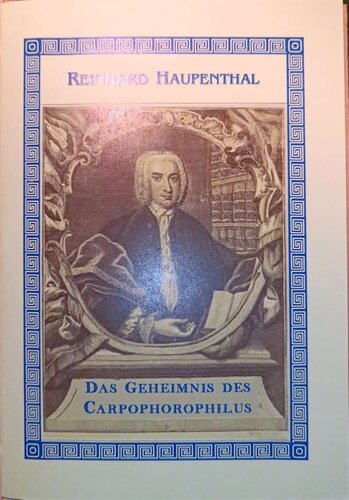 REINHARD HAUPENTHAL
DAS GEHEIMNIS DES
CARPOPHOROPHILUS